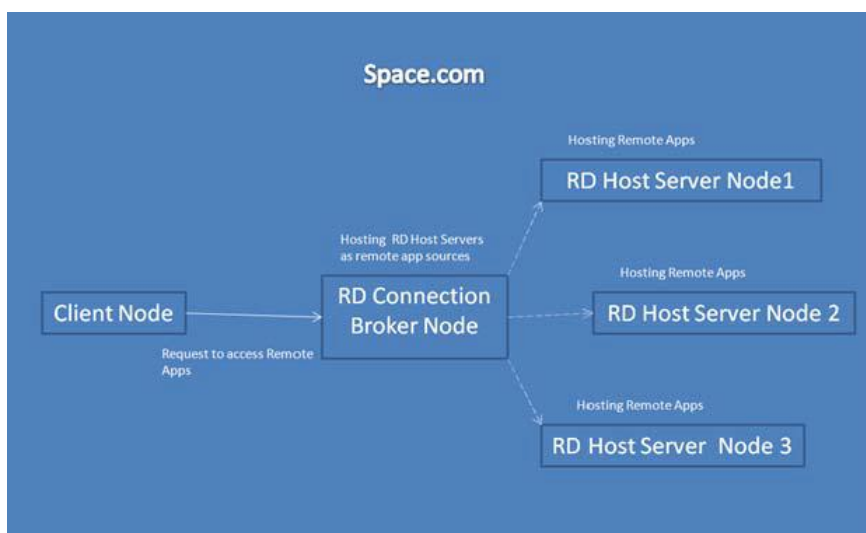 Space.com
Hosting Remote Apps
RD Host Server Node1
Hosting RD Host Servers
as remote app sources
Hosting Remote Apps
RD Host Server Node 2
Client Node
RD Connection
Broker Node
Request to access Remote
Apps
Hosting Remote Apps
RD Host Server Node 3